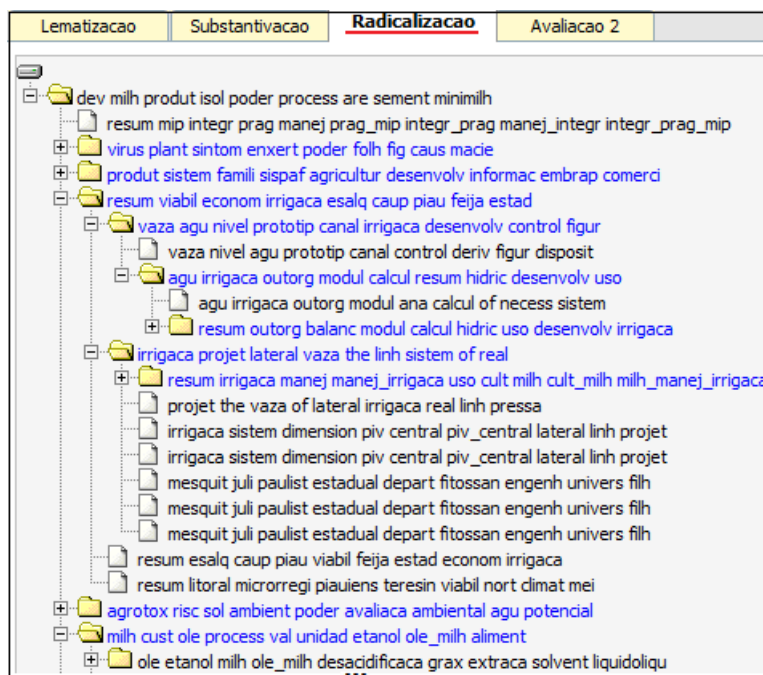 Lematizacao Substantivacao Radicalizacao Avaliacao 2
dev milh produt isol poder process are sement minimilh
resum mip integr prag manej prag_mip integr_prag manej_integr integr_prag_mip
virus plant sintom enxert poder folh fig caus macie
produt sistem famili sispaf agricultur desenvolv informac embrap comerci
resum viabil econom irrigaca esalq caup piau feija estad
vaza agu nivel prototip canal irrigaca desenvolv control figur
vaza nivel agu prototip canal control deriv figur disposit
agu irrigaca outorg modul calcul resum hidric desenvolv uso
agu irrigaca outorg modul ana calcul of necess sistem
resum outorg balanc modul calcul hidric uso desenvolv irrigaca
irrigaca projet lateral vaza the linh sistem of real
resum irrigaca manej manej_irrigaca uso cult milh cult_milh milh_manej_irrigaca
projet the vaza of lateral irrigaca real linh pressa
irrigaca sistem dimension piv central piv_central lateral linh projet
irrigaca sistem dimension piv central piv_central lateral linh projet
mesquit juli paulist estadual depart fitossan engenh univers filh
mesquit juli paulist estadual depart fitossan engenh univers filh
mesquit juli paulist estadual depart fitossan engenh univers filh
resum esalq caup piau viabil feija estad econom irrigaca
resum litoral microrregi piauiens teresin viabil nort climat mei
agrotox risc sol ambient poder avaliaca ambiental agu potencial
milh cust ole process val unidad etanol ole_milh aliment
ole etanol milh ole_milh desacidificaca grax extraca solvent liquidoliqu
...